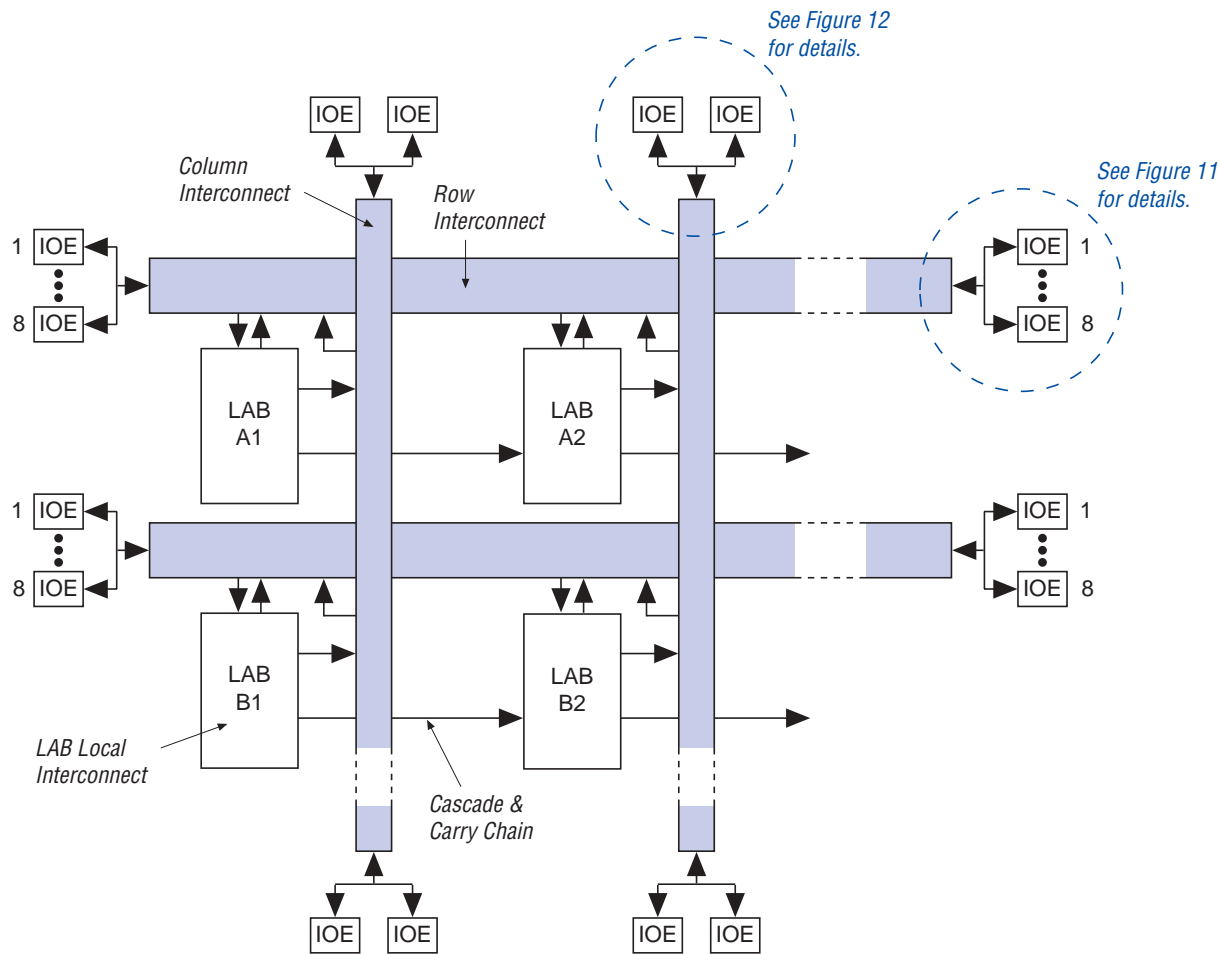 See Figure 12
for details.
IOE IOE IOE IOE
Column
Interconnect
Row
Interconnect
See Figure 11
for details.
1 IOE IOE 1
8 IOE IOE 8
LAB
A1
LAB
A2
1 IOE IOE 1
8 IOE IOE 8
LAB
B1
LAB
B2
LAB Local
Interconnect
Cascade &
Carry Chain
IOE IOE IOE IOE